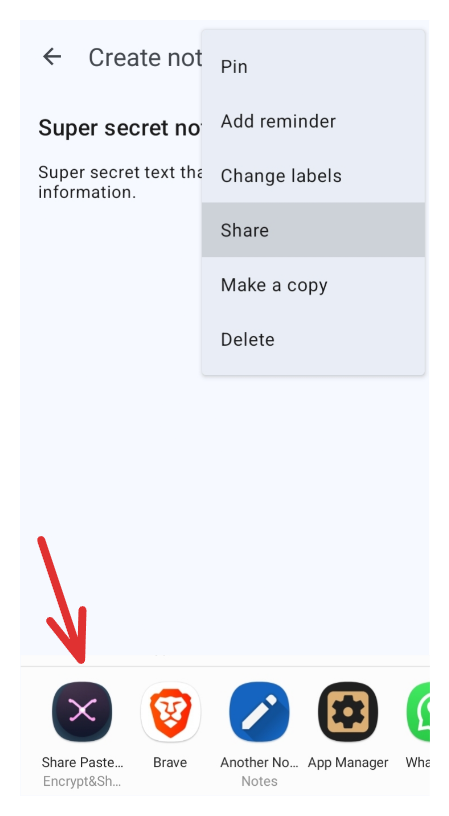 Create not
Pin
Add reminder
Super secret no
Change labels
Super secret text tha
information.
Share
Make a copy
Delete
Share Paste...
Encrypt&Sh...
Brave
Another No...
Notes
App Manager
Wha